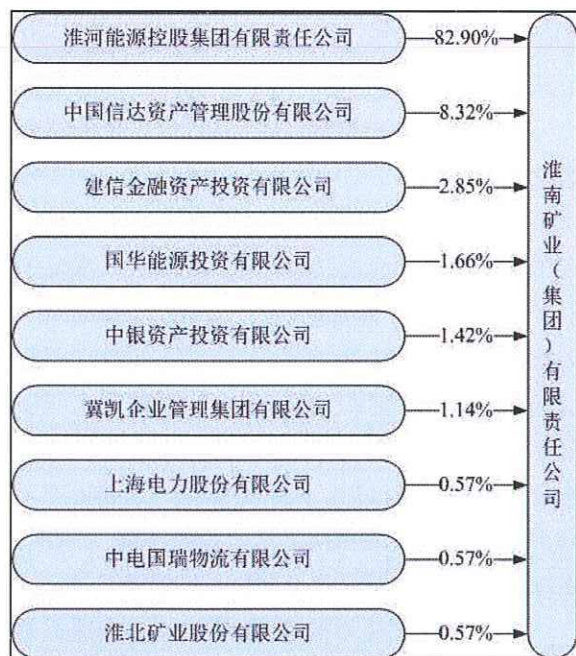 淮河能源控股集团有限责任公司 82.90%
中国信达资产管理股份有限公司 8.32%
建信金融资产投资有限公司 2.85%
国华能源投资有限公司 1.66%
中银资产投资有限公司 1.42%
冀凯企业管理集团有限公司 1.14%
上海电力股份有限公司 0.57%
中电国瑞物流有限公司 0.57%
淮北矿业股份有限公司 0.57%
淮南矿业（集团）有限责任公司